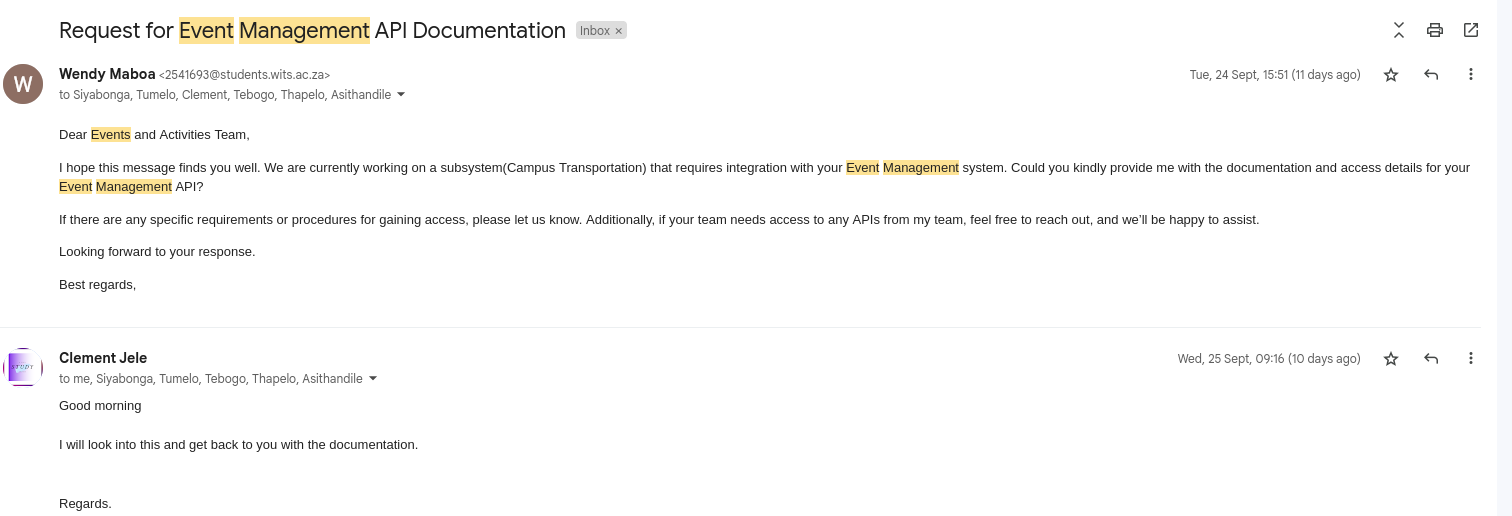 Request for Event Management API Documentation Inbox ×
W
Wendy Maboa <2541693@students.wits.ac.za> Tue, 24 Sept, 15:51 (11 days ago)
to Siyabonga, Tumelo, Clement, Tebogo, Thapelo, Asithandile
Dear Events and Activities Team,
I hope this message finds you well. We are currently working on a subsystem(Campus Transportation) that requires integration with your Event Management system. Could you kindly provide me with the documentation and access details for your
Event Management API?
If there are any specific requirements or procedures for gaining access, please let us know. Additionally, if your team needs access to any APIs from my team, feel free to reach out, and we’ll be happy to assist.
Looking forward to your response.
Best regards,
STUDY
Clement Jele Wed, 25 Sept, 09:16 (10 days ago)
to me, Siyabonga, Tumelo, Tebogo, Thapelo, Asithandile
Good morning
I will look into this and get back to you with the documentation.
Regards.